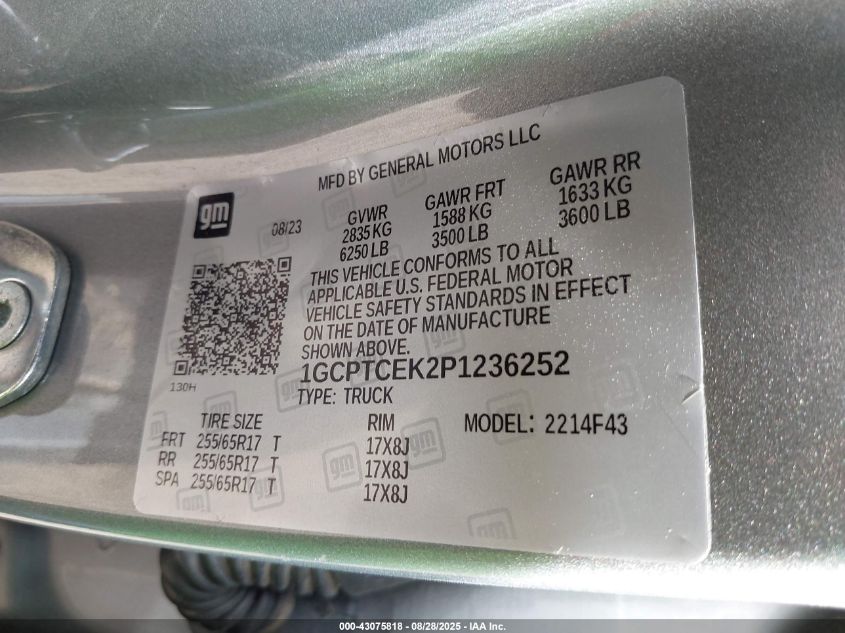 MFD BY GENERAL MOTORS LLC
gm
08/23
GVWR
2835 KG
6250 LB
GAWR FRT
1588 KG
3500 LB
GAWR RR
1633 KG
3600 LB
THIS VEHICLE CONFORMS TO ALL
APPLICABLE U.S. FEDERAL MOTOR
VEHICLE SAFETY STANDARDS IN EFFECT
ON THE DATE OF MANUFACTURE
SHOWN ABOVE.
130H
1GCPTCEK2P1236252
TYPE: TRUCK
TIRE SIZE
RIM
MODEL: 2214F43
FRT 255/65R17 T 17X8J
RR 255/65R17 T 17X8J
SPA 255/65R17 T 17X8J
000-43075818 - 08/28/2025 - IAA Inc.